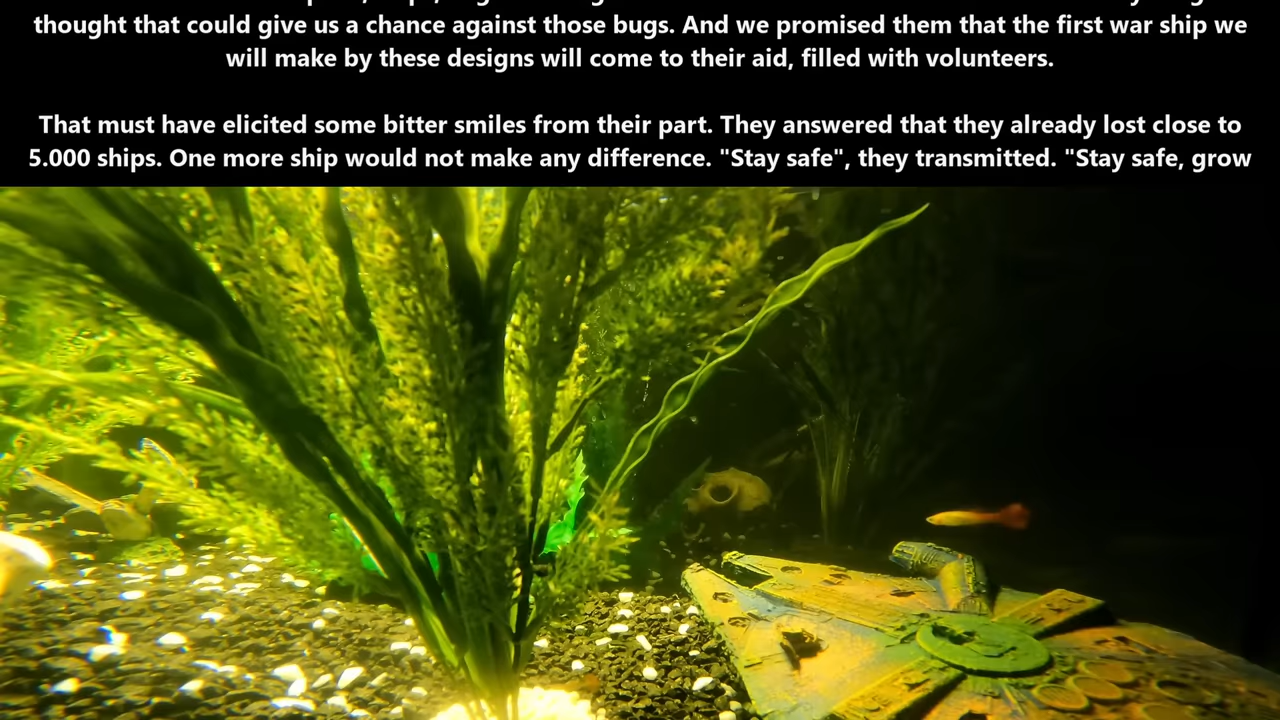 thought that could give us a chance against those bugs. And we promised them that the first war ship we
will make by these designs will come to their aid, filled with volunteers.
That must have elicited some bitter smiles from their part. They answered that they already lost close to
5.000 ships. One more ship would not make any difference. "Stay safe", they transmitted. "Stay safe, grow